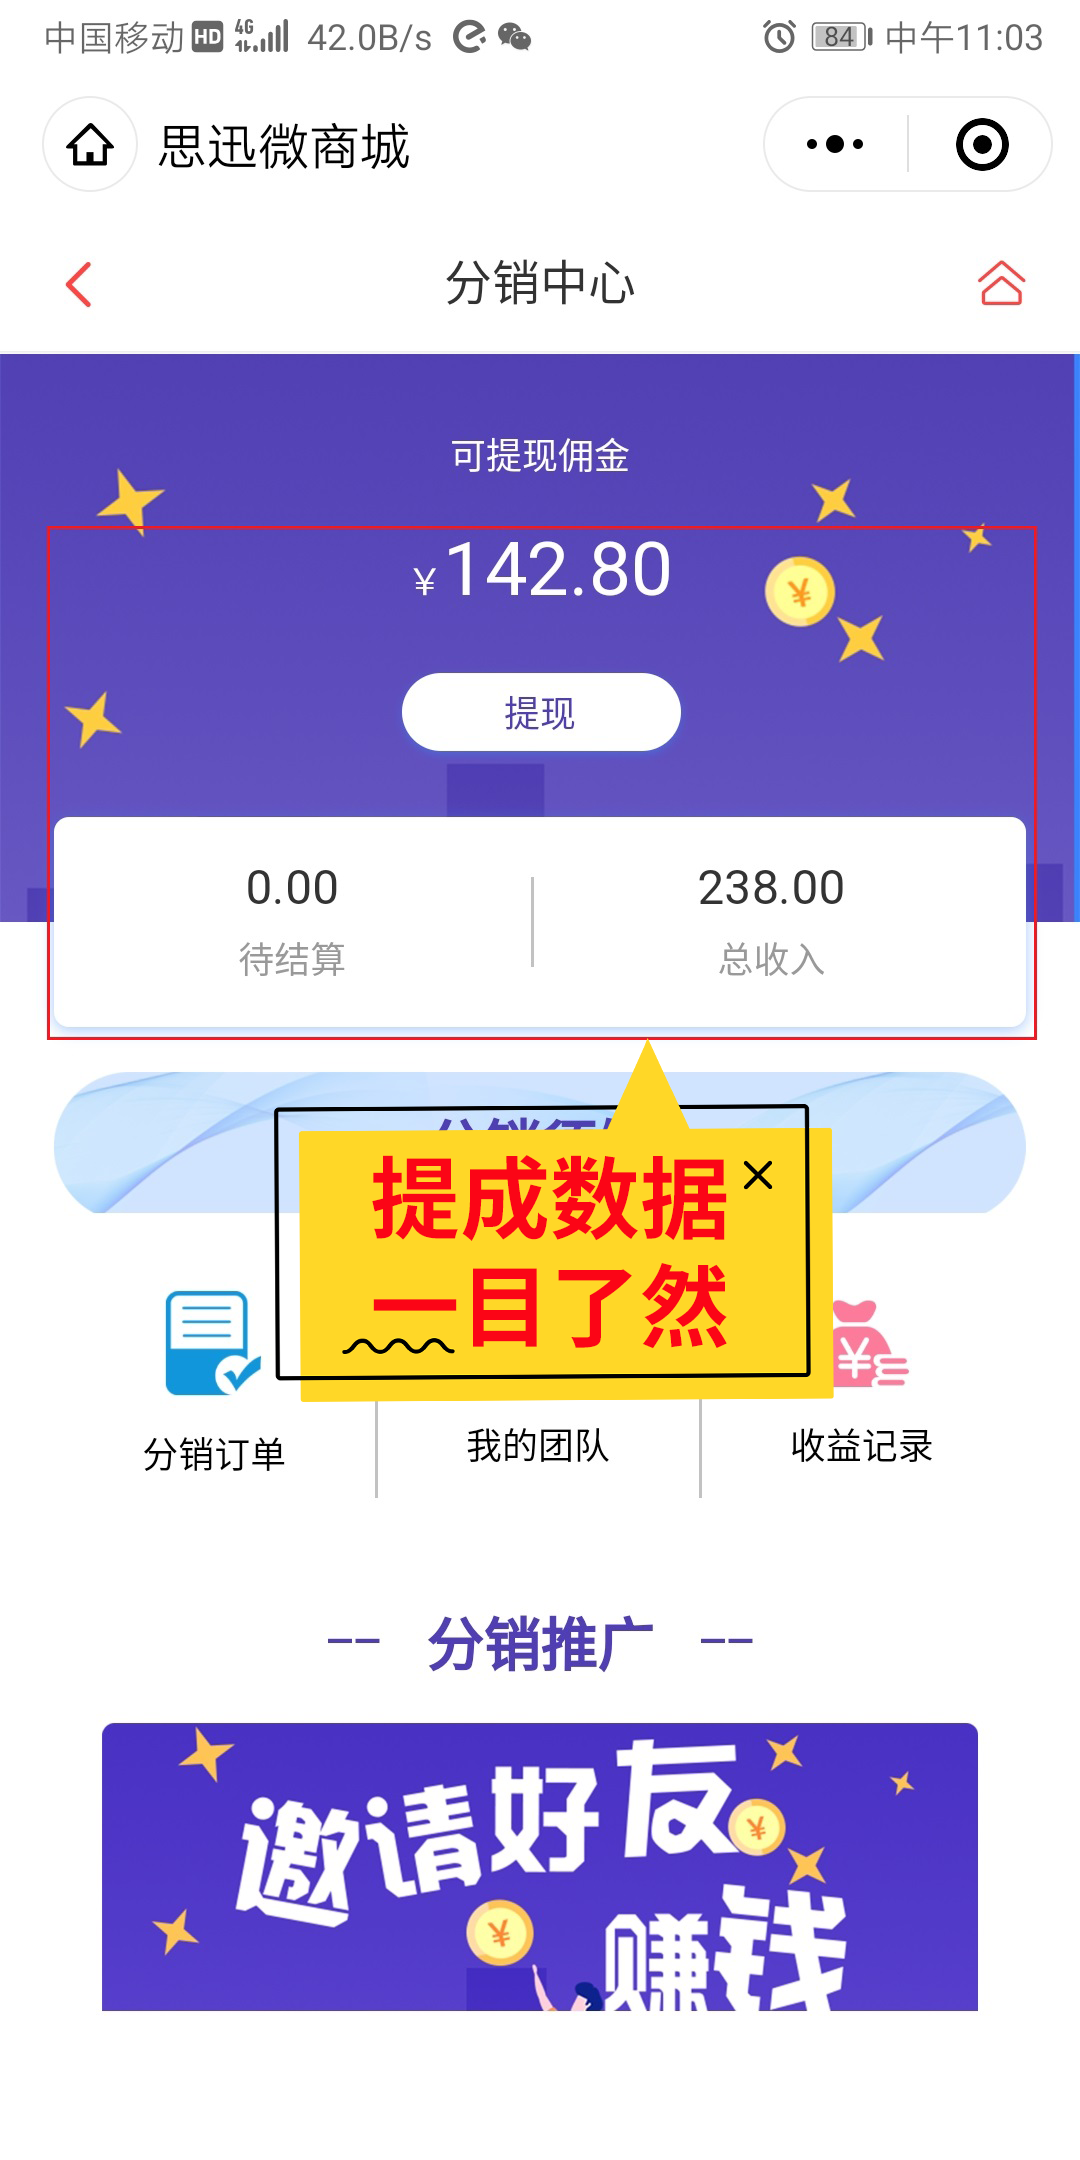 中国移动 HD 4G 42.0B/s 84 中午11:03
思迅微商城
分销中心
可提现佣金
¥142.80
提现
0.00 238.00
待结算 总收入
提成数据
一目了然
分销订单 我的团队 收益记录
-- 分销推广 --
邀请好友
¥
¥
赚钱